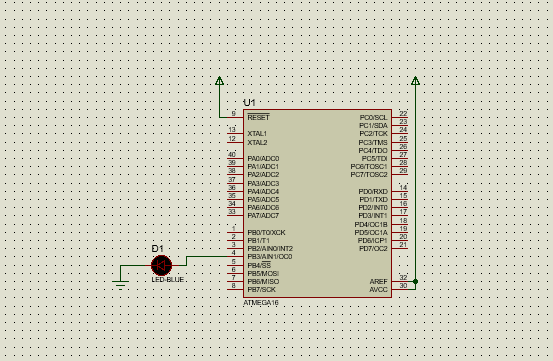 U1
9 RESET
13 XTAL1
12 XTAL2
40 PA0/ADC0
39 PA1/ADC1
38 PA2/ADC2
37 PA3/ADC3
36 PA4/ADC4
35 PA5/ADC5
34 PA6/ADC6
33 PA7/ADC7
1 PB0/T0/XCK
2 PB1/T1
3 PB2/AIN0/INT2
4 PB3/AIN1/OC0
5 PB4/SS
6 PB5/MOSI
7 PB6/MISO
8 PB7/SCK
PC0/SCL 22
PC1/SDA 23
PC2/TCK 24
PC3/TMS 25
PC4/TDO 26
PC5/TDI 27
PC6/TOSC1 28
PC7/TOSC2 29
PD0/RXD 14
PD1/TXD 15
PD2/INT0 16
PD3/INT1 17
PD4/OC1B 18
PD5/OC1A 19
PD6/ICP1 20
PD7/OC2 21
AREF 32
AVCC 30
ATMEGA16
D1
LED-BLUE